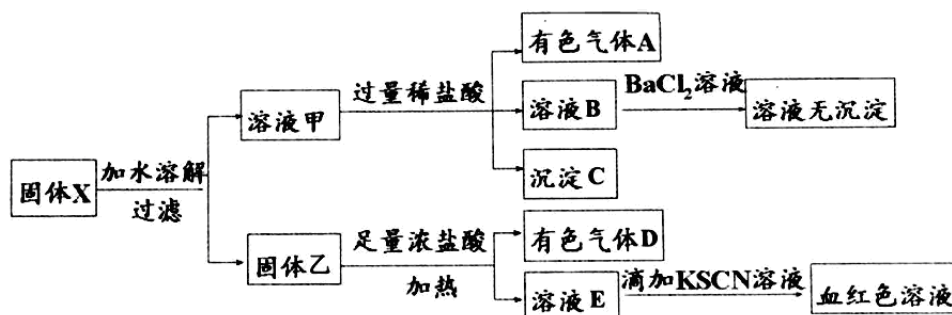 有色气体A
过量稀盐酸
BaCl₂溶液
溶液甲
溶液B
溶液无沉淀
加水溶解
固体X
沉淀C
过滤
足量浓盐酸
有色气体D
固体乙
加热
滴加KSCN溶液
溶液E
血红色溶液